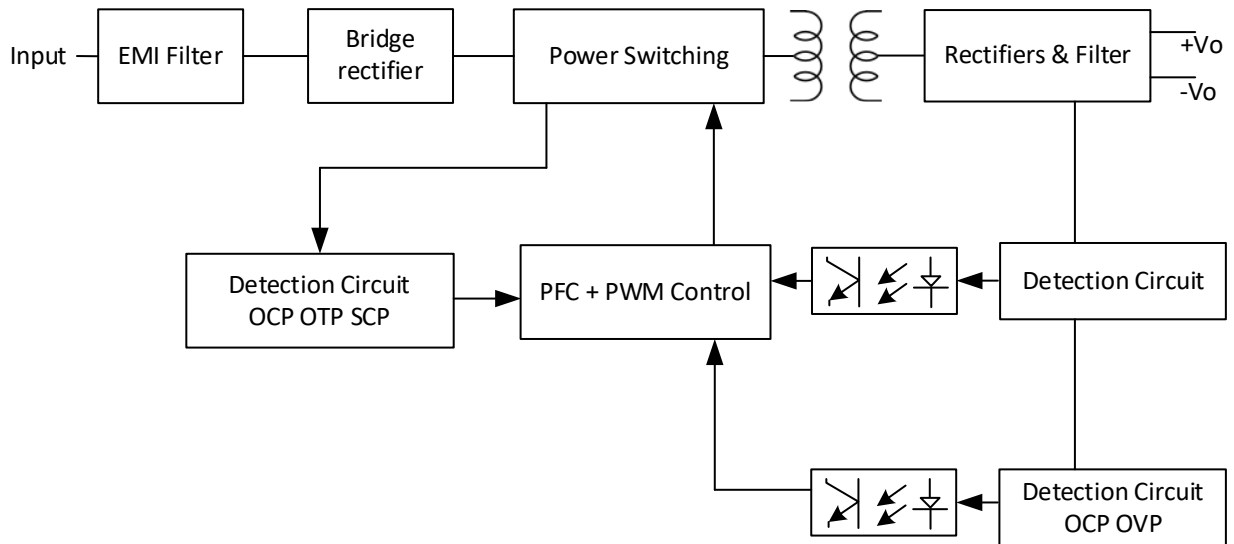 Input
EMI Filter
Bridge
rectifier
Power Switching
Rectifiers & Filter
+Vo
-Vo
Detection Circuit
OCP OTP SCP
PFC + PWM Control
Detection Circuit
Detection Circuit
OCP OVP